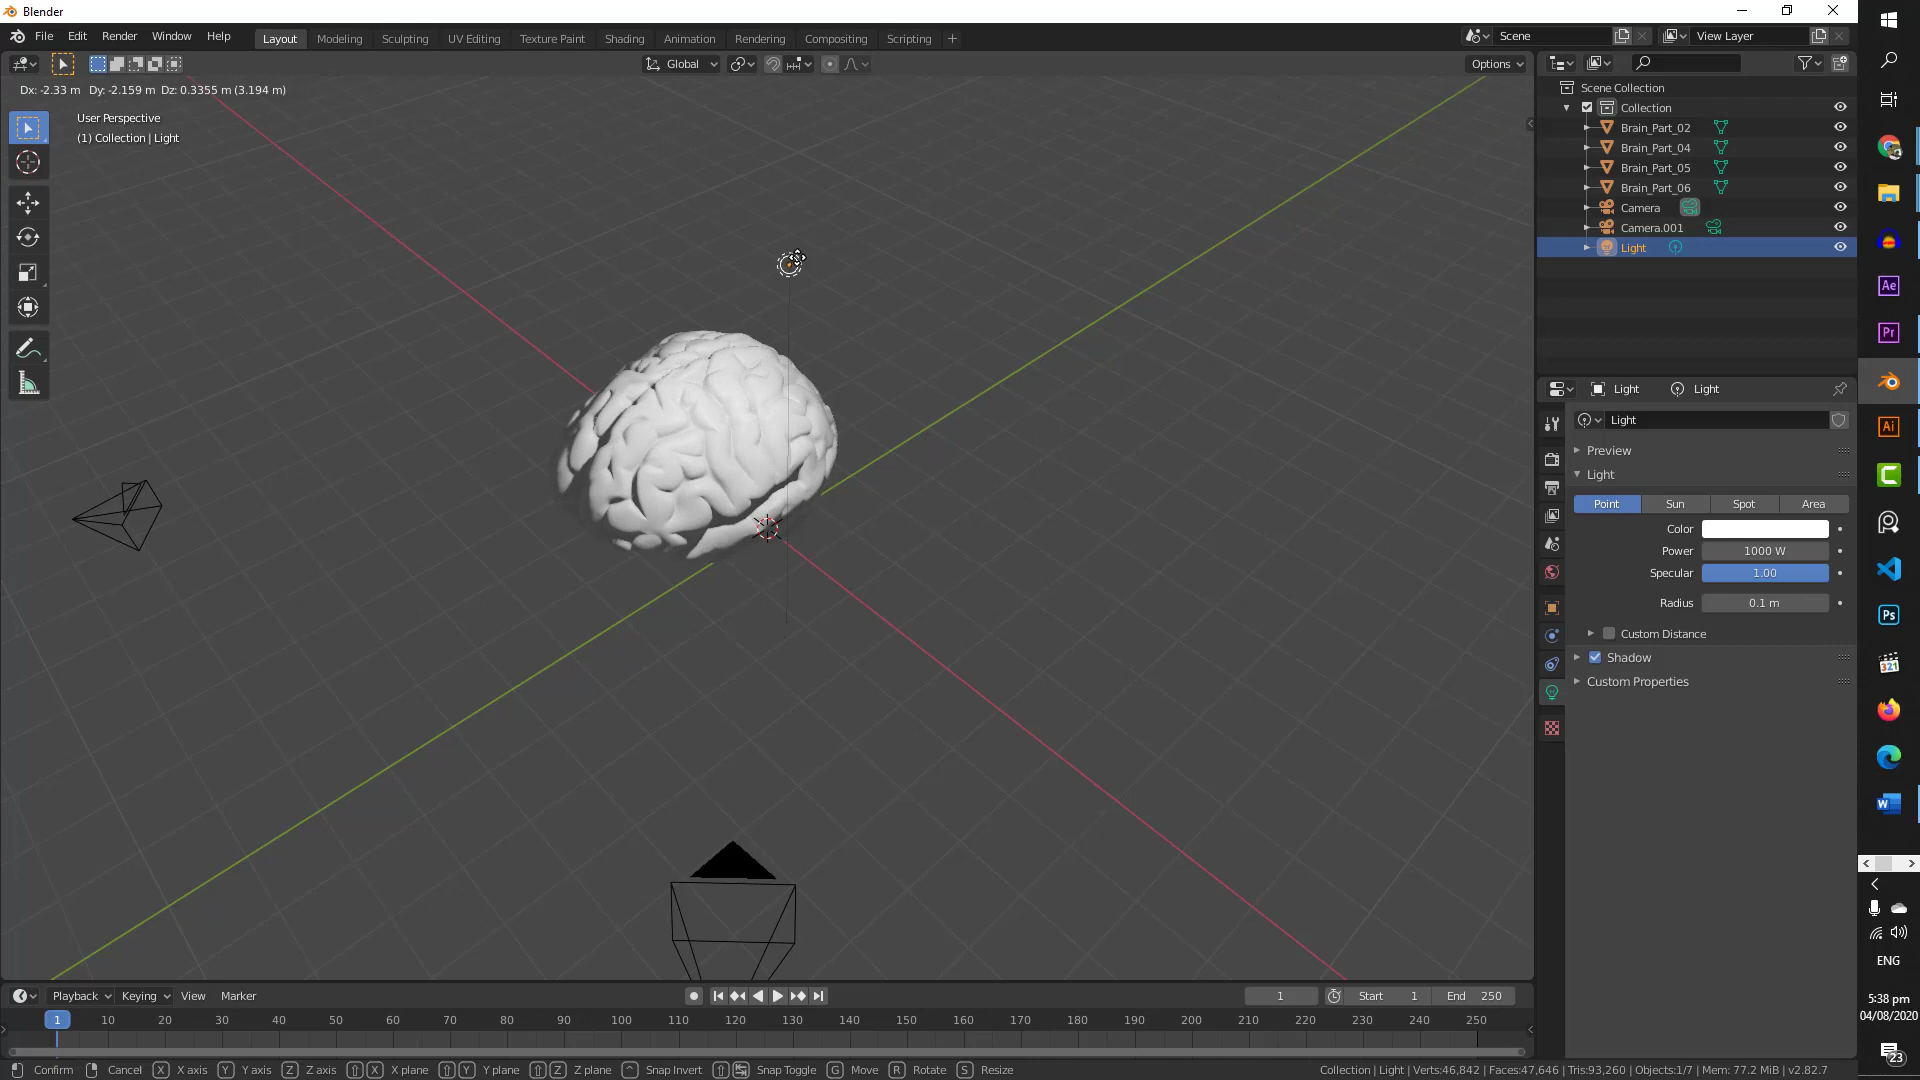 Blender
File Edit Render Window Help
Layout Modeling Sculpting UV Editing Texture Paint Shading Animation Rendering Compositing Scripting +
Scene
View Layer
Global
Options
Dx: -2.33 m Dy: -2.159 m Dz: 0.3355 m (3.194 m)
User Perspective
(1) Collection | Light
Scene Collection
Collection
Brain_Part_02
Brain_Part_04
Brain_Part_05
Brain_Part_06
Camera
Camera.001
Light
Light Light
Light
Preview
Light
Point Sun Spot Area
Color
Power 1000 W
Specular 1.00
Radius 0.1 m
Custom Distance
Shadow
Custom Properties
Ae
Pr
Ai
Ps
321
W
ENG
5:38 pm
04/08/2020
23
Playback Keying View Marker
1 Start 1 End 250
1 10 20 30 40 50 60 70 80 90 100 110 120 130 140 150 160 170 180 190 200 210 220 230 240 250
Confirm Cancel X X axis Y Y axis Z Z axis X X plane Y Y plane Z Z plane ^ Snap Invert Snap Toggle G Move R Rotate S Resize
Collection | Light | Verts:46,842 | Faces:47,646 | Tris:93,260 | Objects:1/7 | Mem: 77.2 MiB | v2.82.7